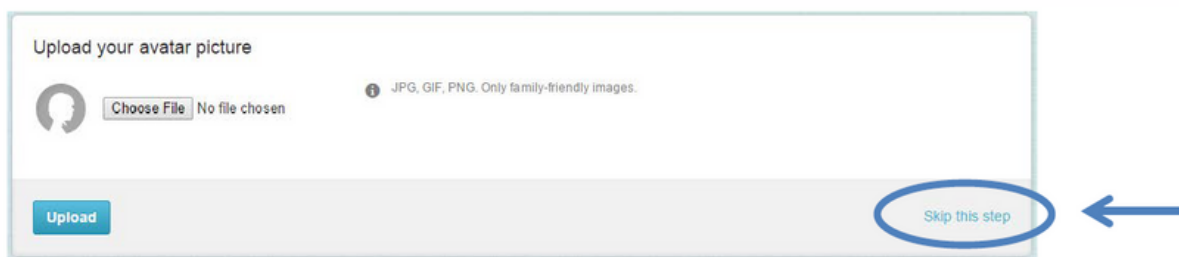 Upload your avatar picture
Choose File No file chosen
JPG, GIF, PNG. Only family-friendly images.
Upload
Skip this step